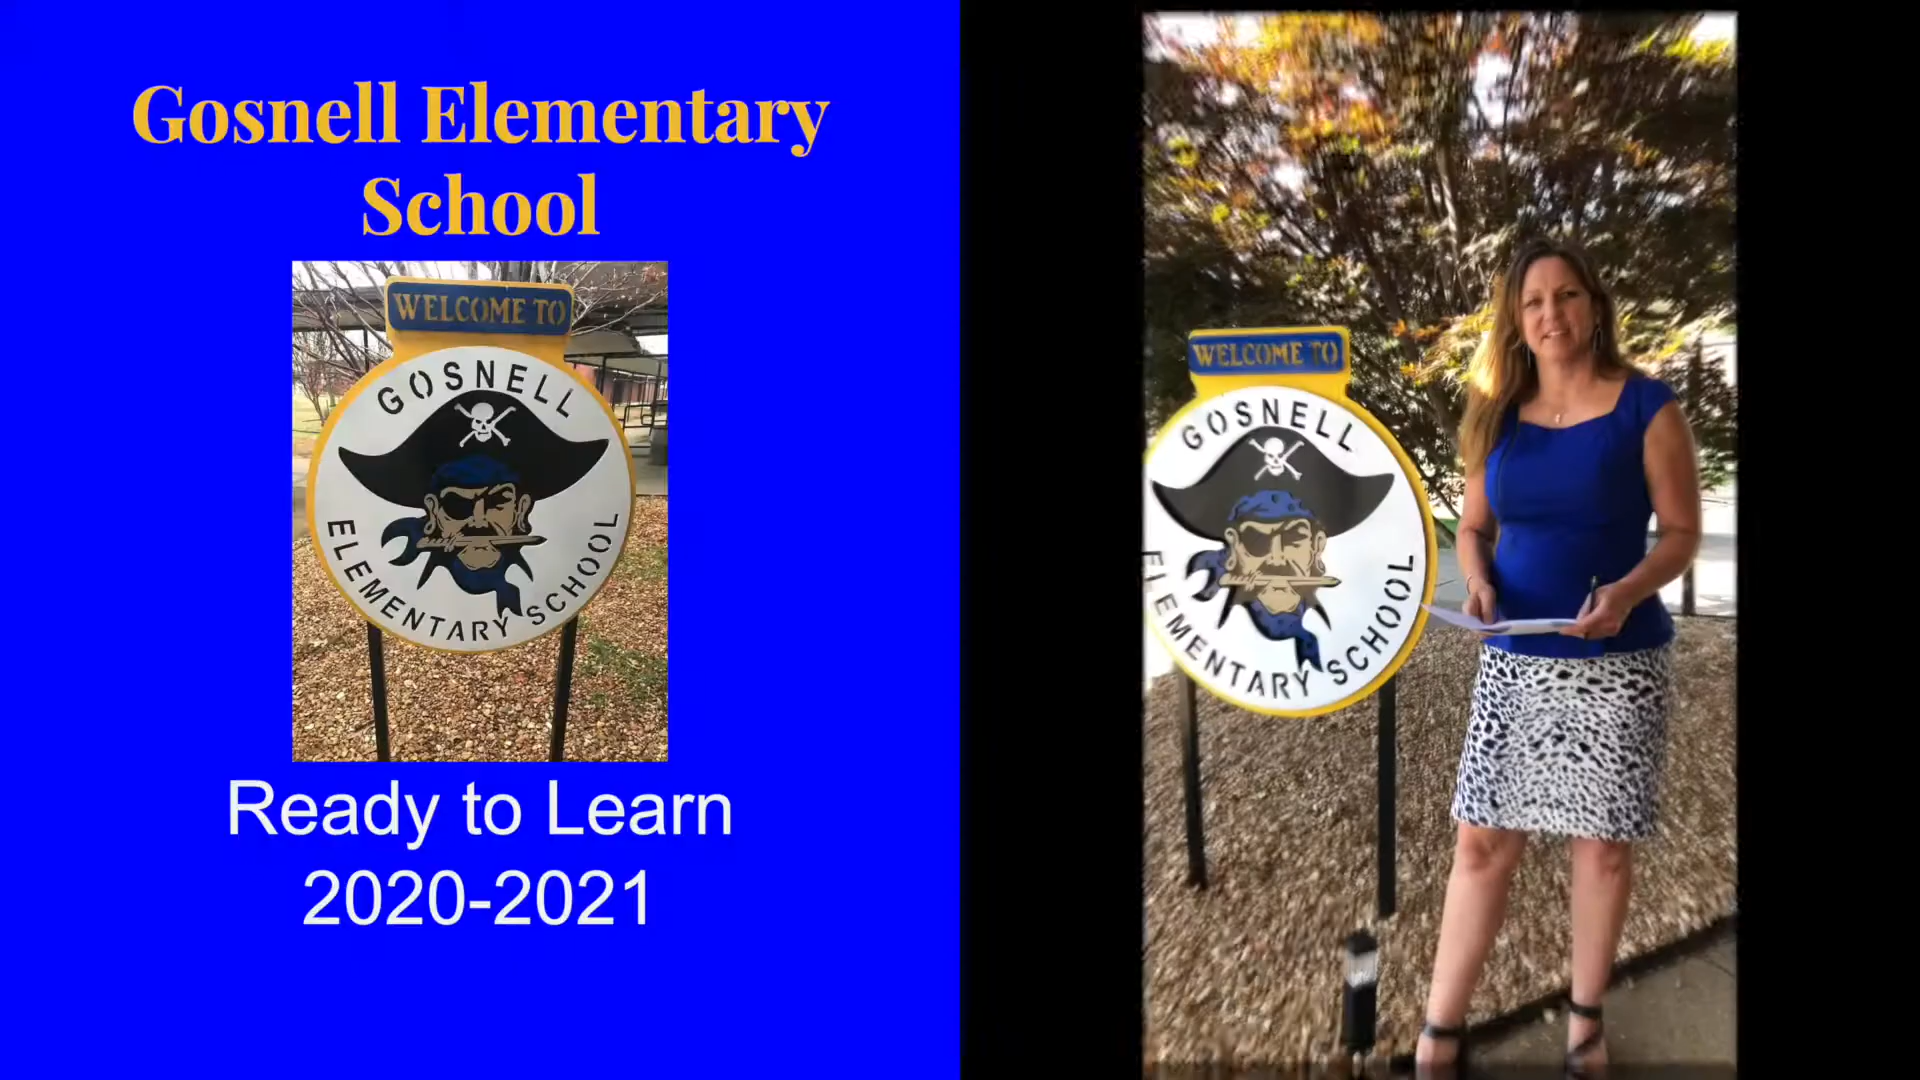 Gosnell Elementary
School
WELCOME TO
GOSNELL
ELEMENTARY SCHOOL
Ready to Learn
2020-2021
WELCOME TO
GOSNELL
ELEMENTARY SCHOOL